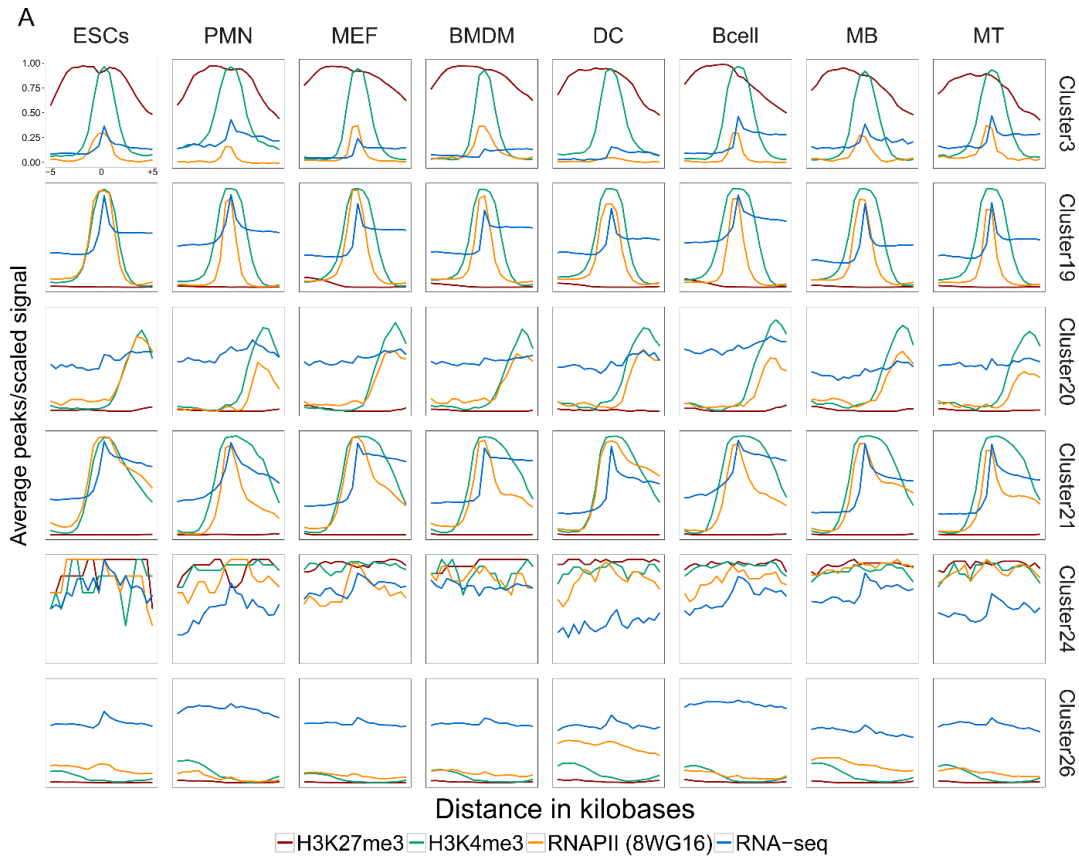 A
ESCs PMN MEF BMDM DC Bcell MB MT
1.00
0.75
0.50
0.25
0.00
−5 0 +5
Cluster3
Cluster19
Cluster20
Cluster21
Cluster24
Cluster26
Average peaks/scaled signal
Distance in kilobases
H3K27me3 H3K4me3 RNAPII (8WG16) RNA−seq